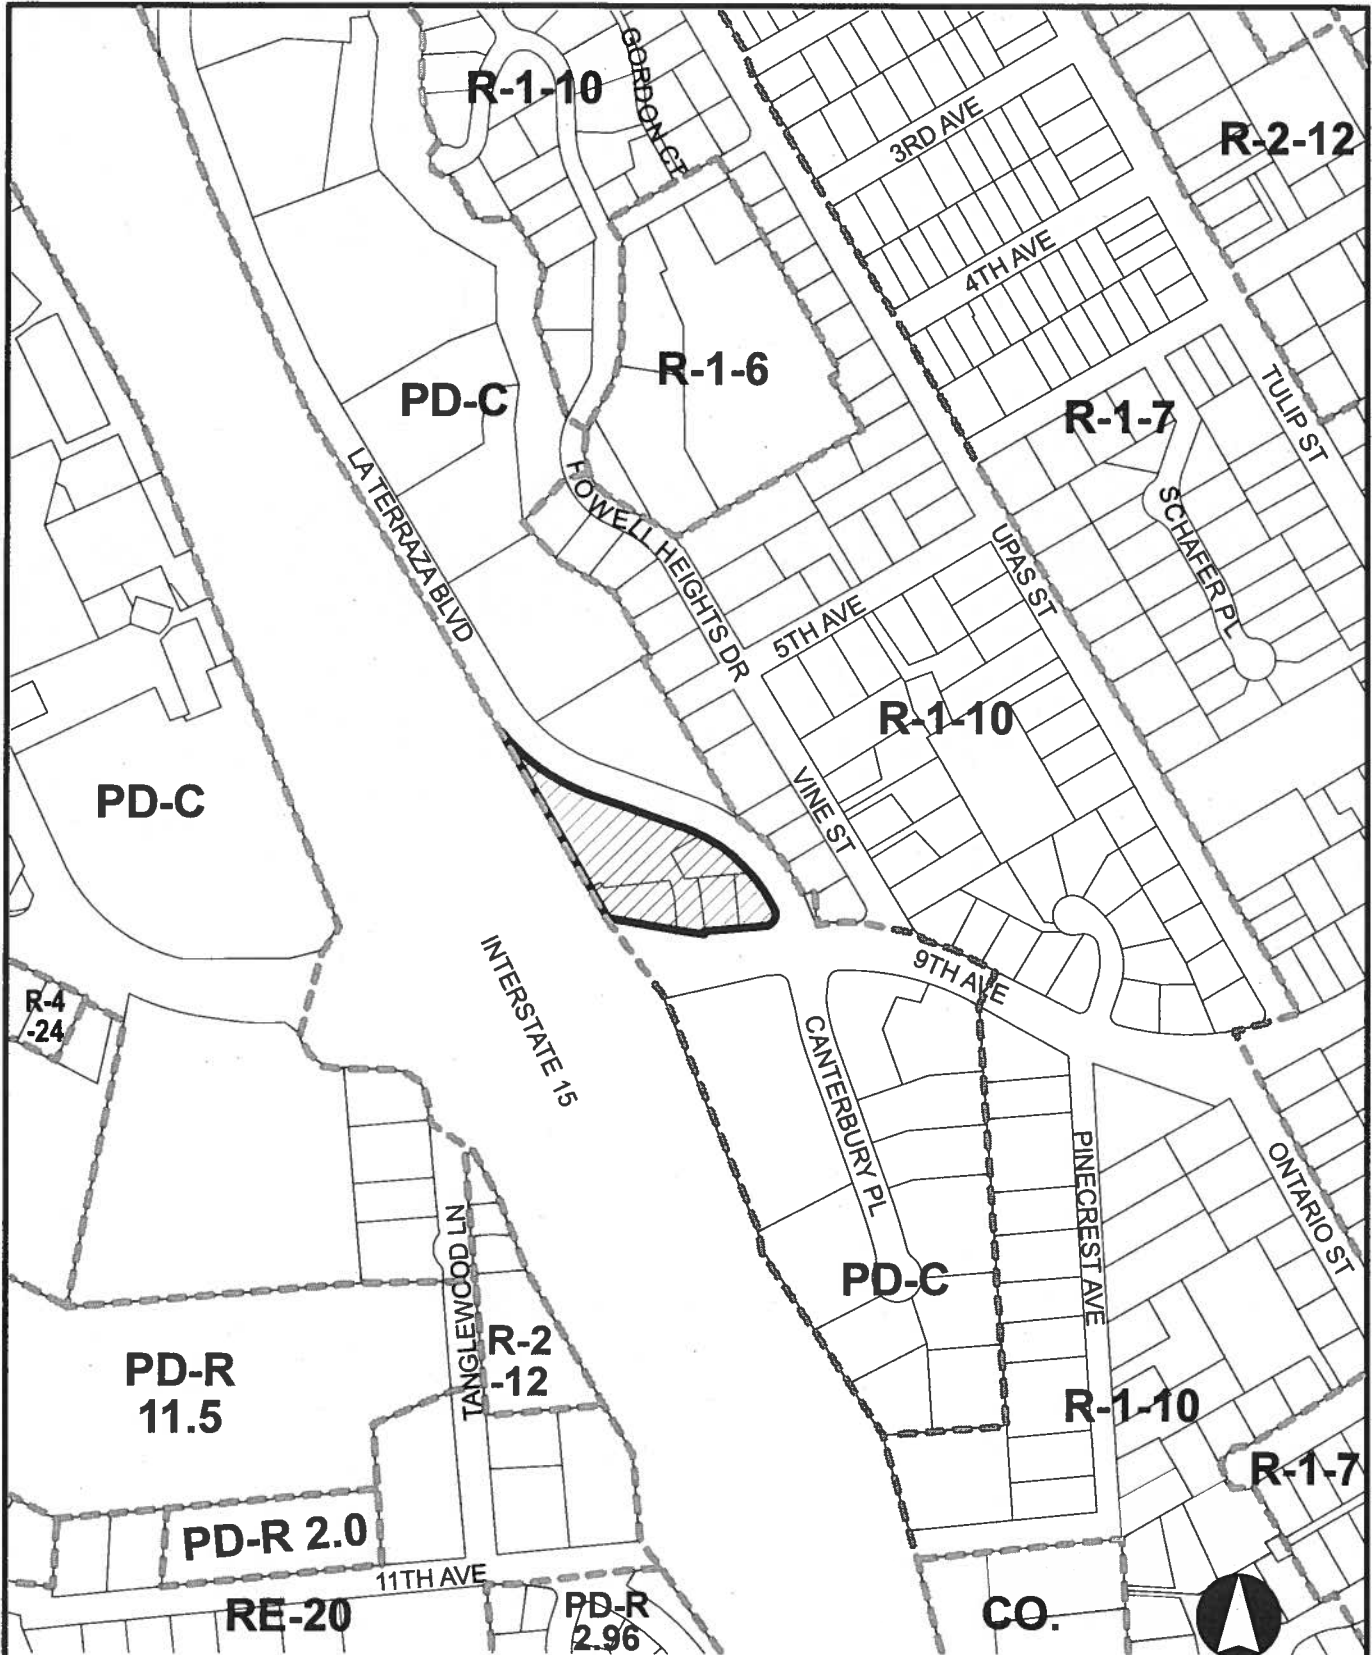 GORDON CT
R-1-10
3RD AVE
R-2-12
4TH AVE
R-1-6
PD-C
R-1-7
TULIP ST
LA TERRAZA BLVD
HOWELL HEIGHTS DR
SCHAFER PL
UPAS ST
5TH AVE
R-1-10
PD-C
VINE ST
INTERSTATE 15
9TH AVE
R-4
-24
CANTERBURY PL
PINECREST AVE
ONTARIO ST
TANGLEWOOD LN
PD-C
R-2
-12
PD-R
11.5
R-1-10
R-1-7
PD-R 2.0
11TH AVE
RE-20
PD-R
2.96
CO.